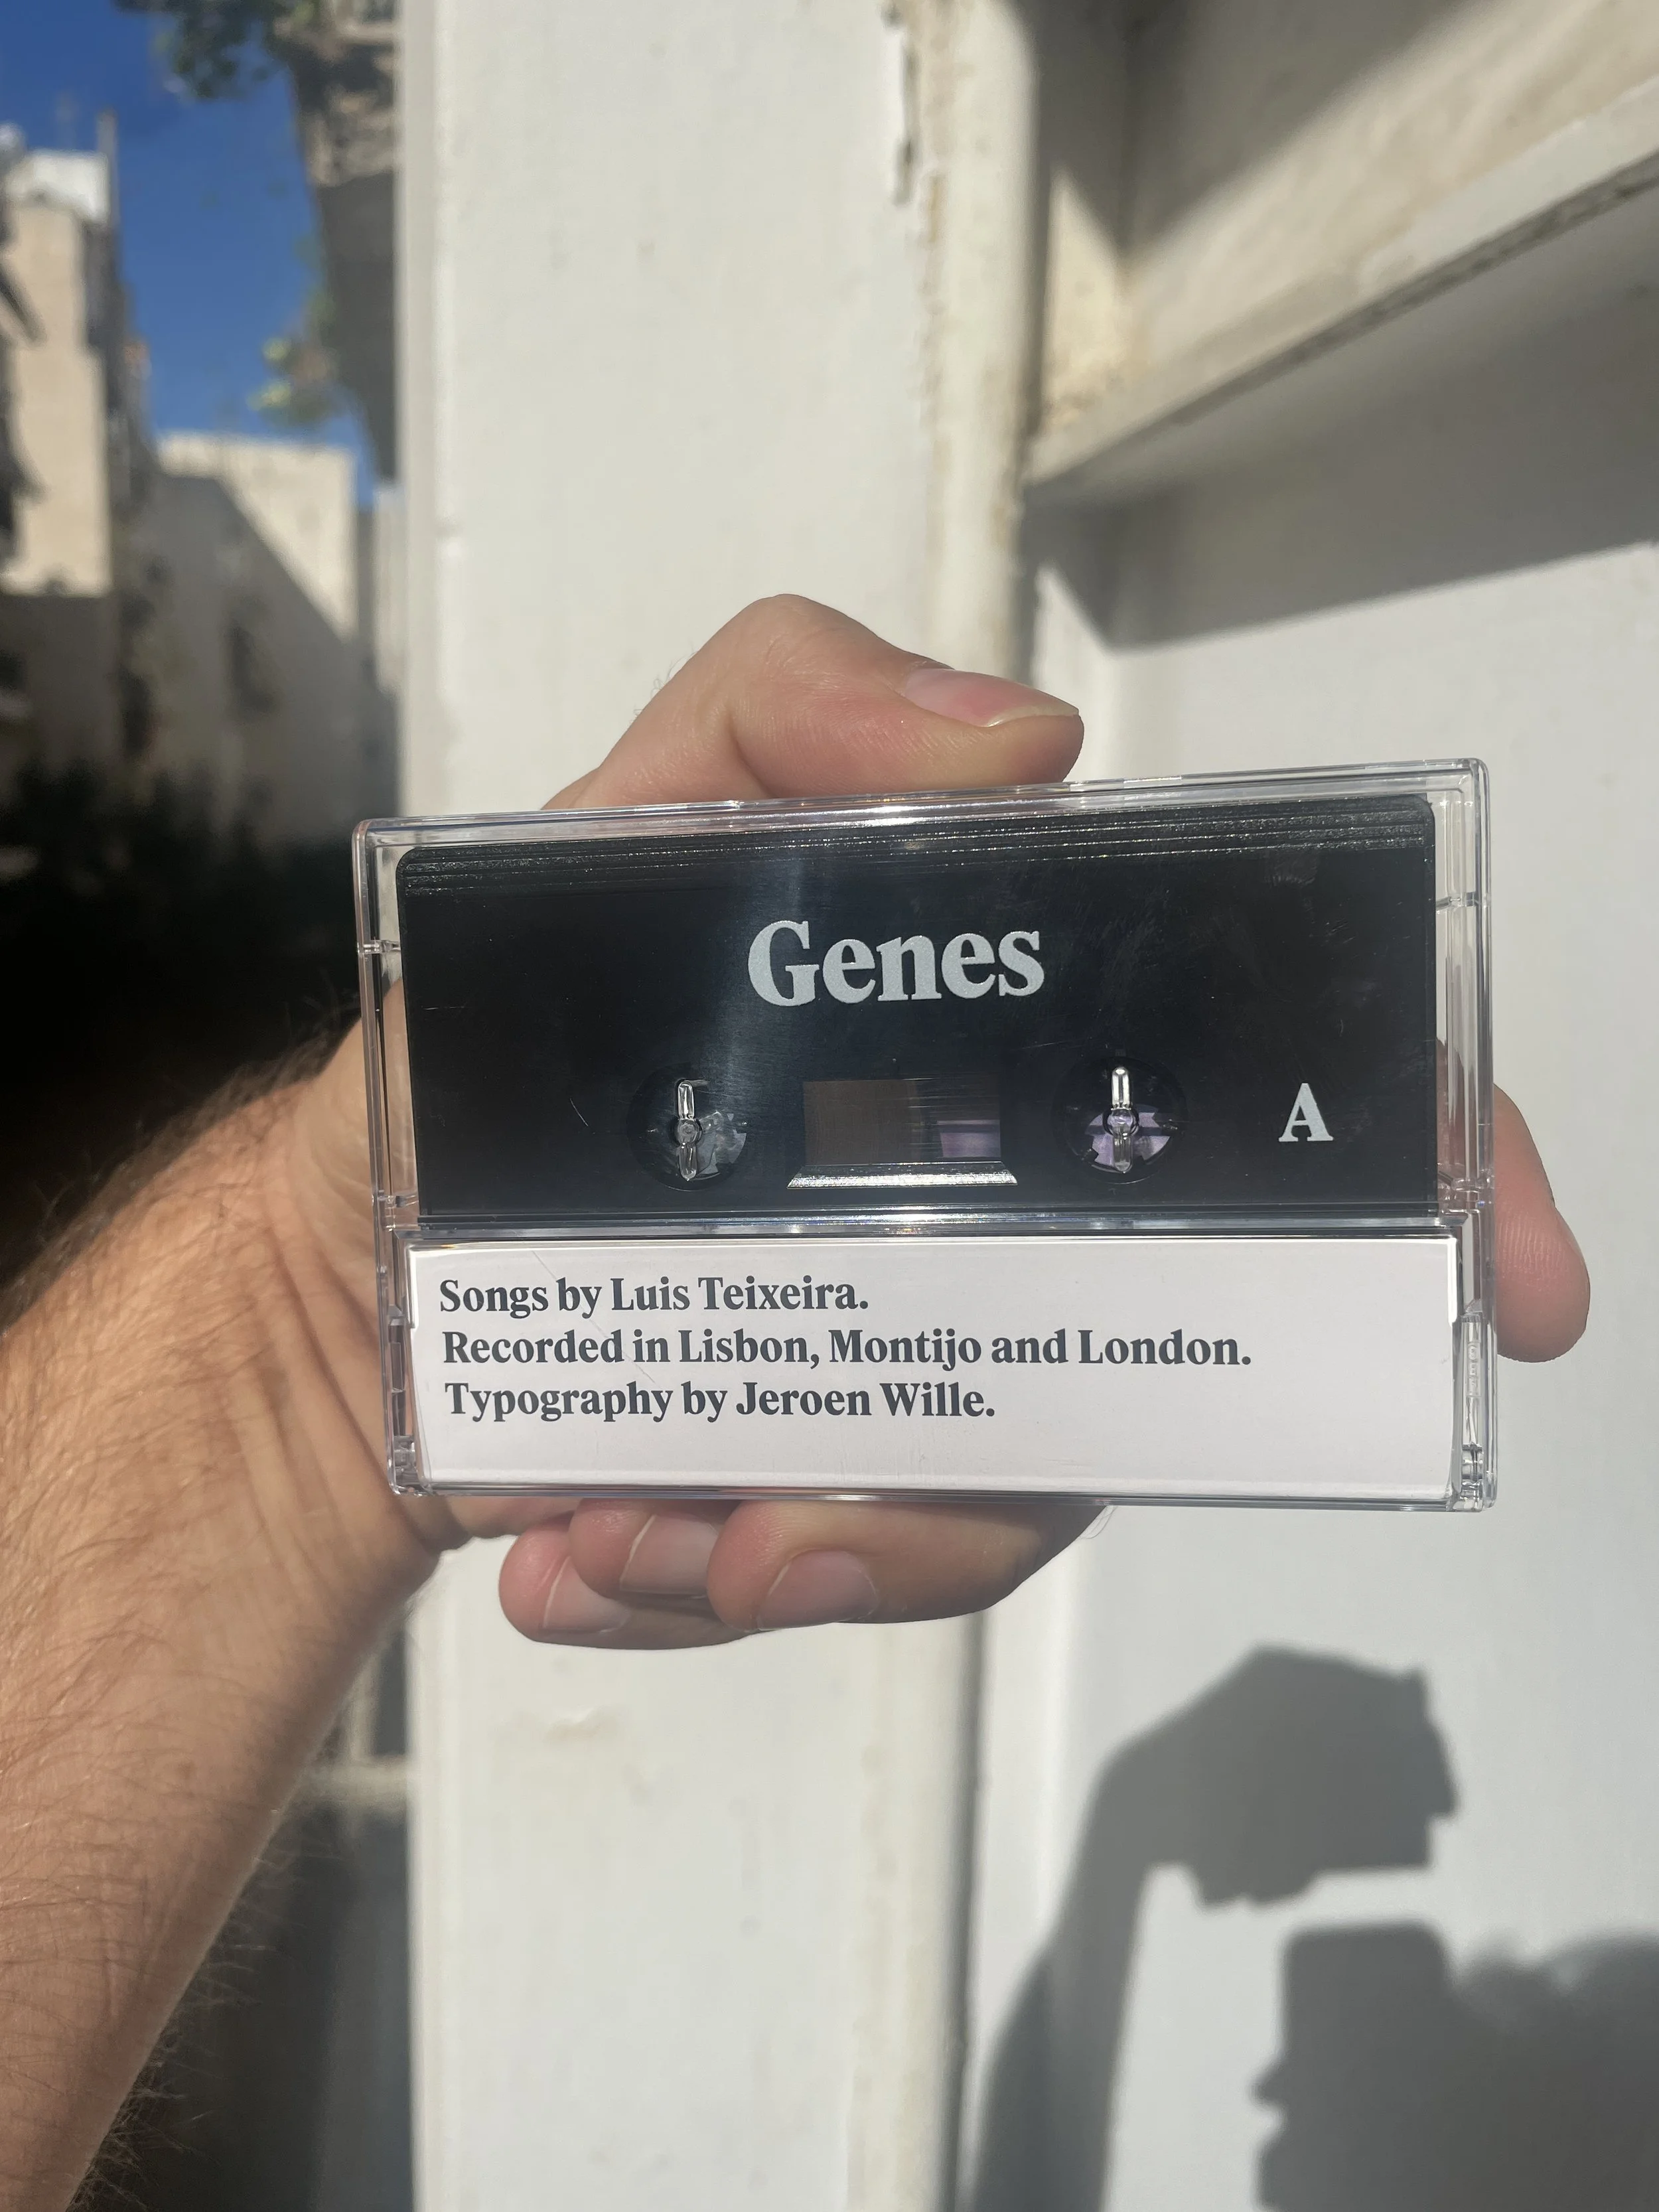 Genes
A
Songs by Luis Teixeira.
Recorded in Lisbon, Montijo and London.
Typography by Jeroen Wille.